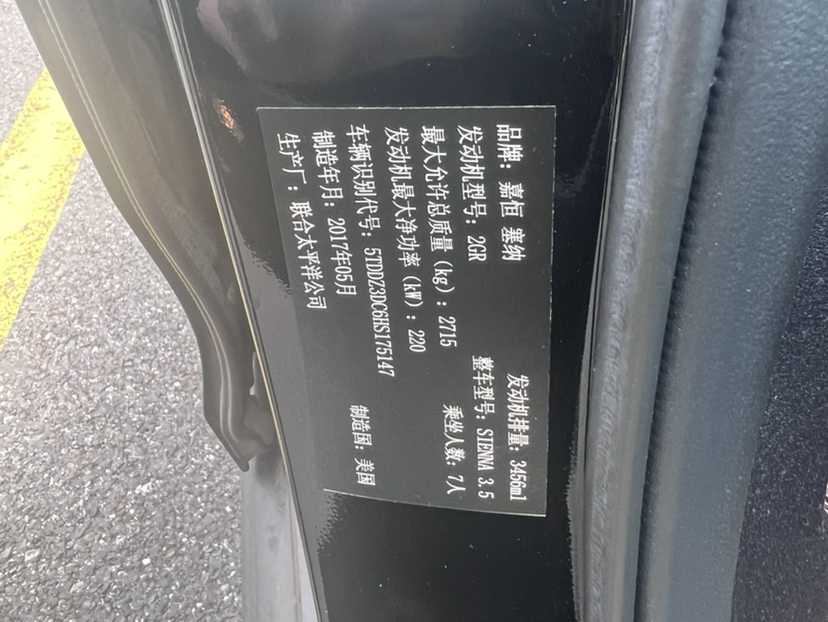 品牌：嘉恒 塞纳 发动机排量：3456ml
发动机型号：2GR 整车型号：SIENNA 3.5
最大允许总质量（kg）：2715 乘坐人数：7人
发动机最大净功率（kW）：220
车辆识别代号：5TDDZ3DC6HS175147
制造年月：2017年05月 制造国：美国
生产厂：联合太平洋公司